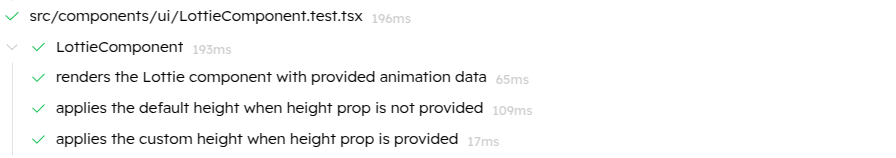 src/components/ui/LottieComponent.test.tsx 196ms
LottieComponent 193ms
renders the Lottie component with provided animation data 65ms
applies the default height when height prop is not provided 109ms
applies the custom height when height prop is provided 17ms